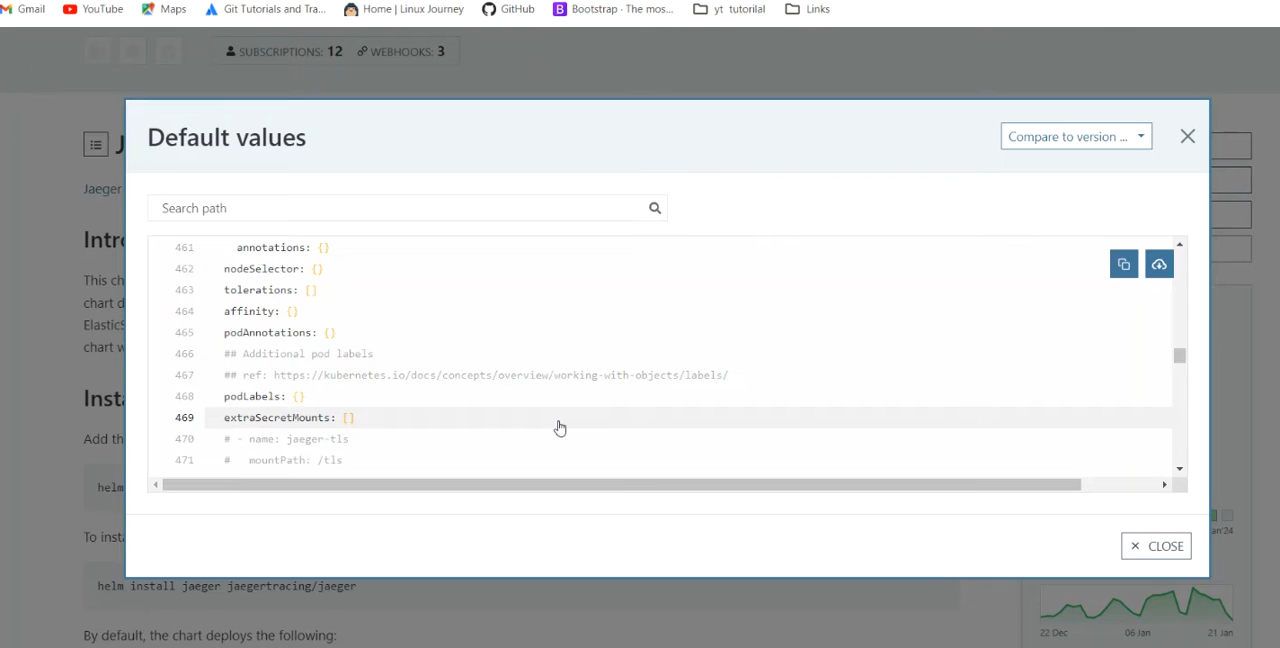 Gmail YouTube Maps Git Tutorials and Tra... Home | Linux Journey GitHub Bootstrap · The mos... yt tutorilal Links
SUBSCRIPTIONS: 12 WEBHOOKS: 3
Default values
Compare to version ...
J
Jaeger
Search path
Intro
461 annotations: {}
462 nodeSelector: {}
This ch
463 tolerations: []
chart d
464 affinity: {}
ElasticS
465 podAnnotations: {}
chart w
466 ## Additional pod labels
467 ## ref: https://kubernetes.io/docs/concepts/overview/working-with-objects/labels/
Insta
468 podLabels: {}
469 extraSecretMounts: []
Add th
470 # - name: jaeger-tls
471 # mountPath: /tls
helm
To insta
an'24
× CLOSE
helm install jaeger jaegertracing/jaeger
By default, the chart deploys the following:
22 Dec 06 Jan 21 Jan